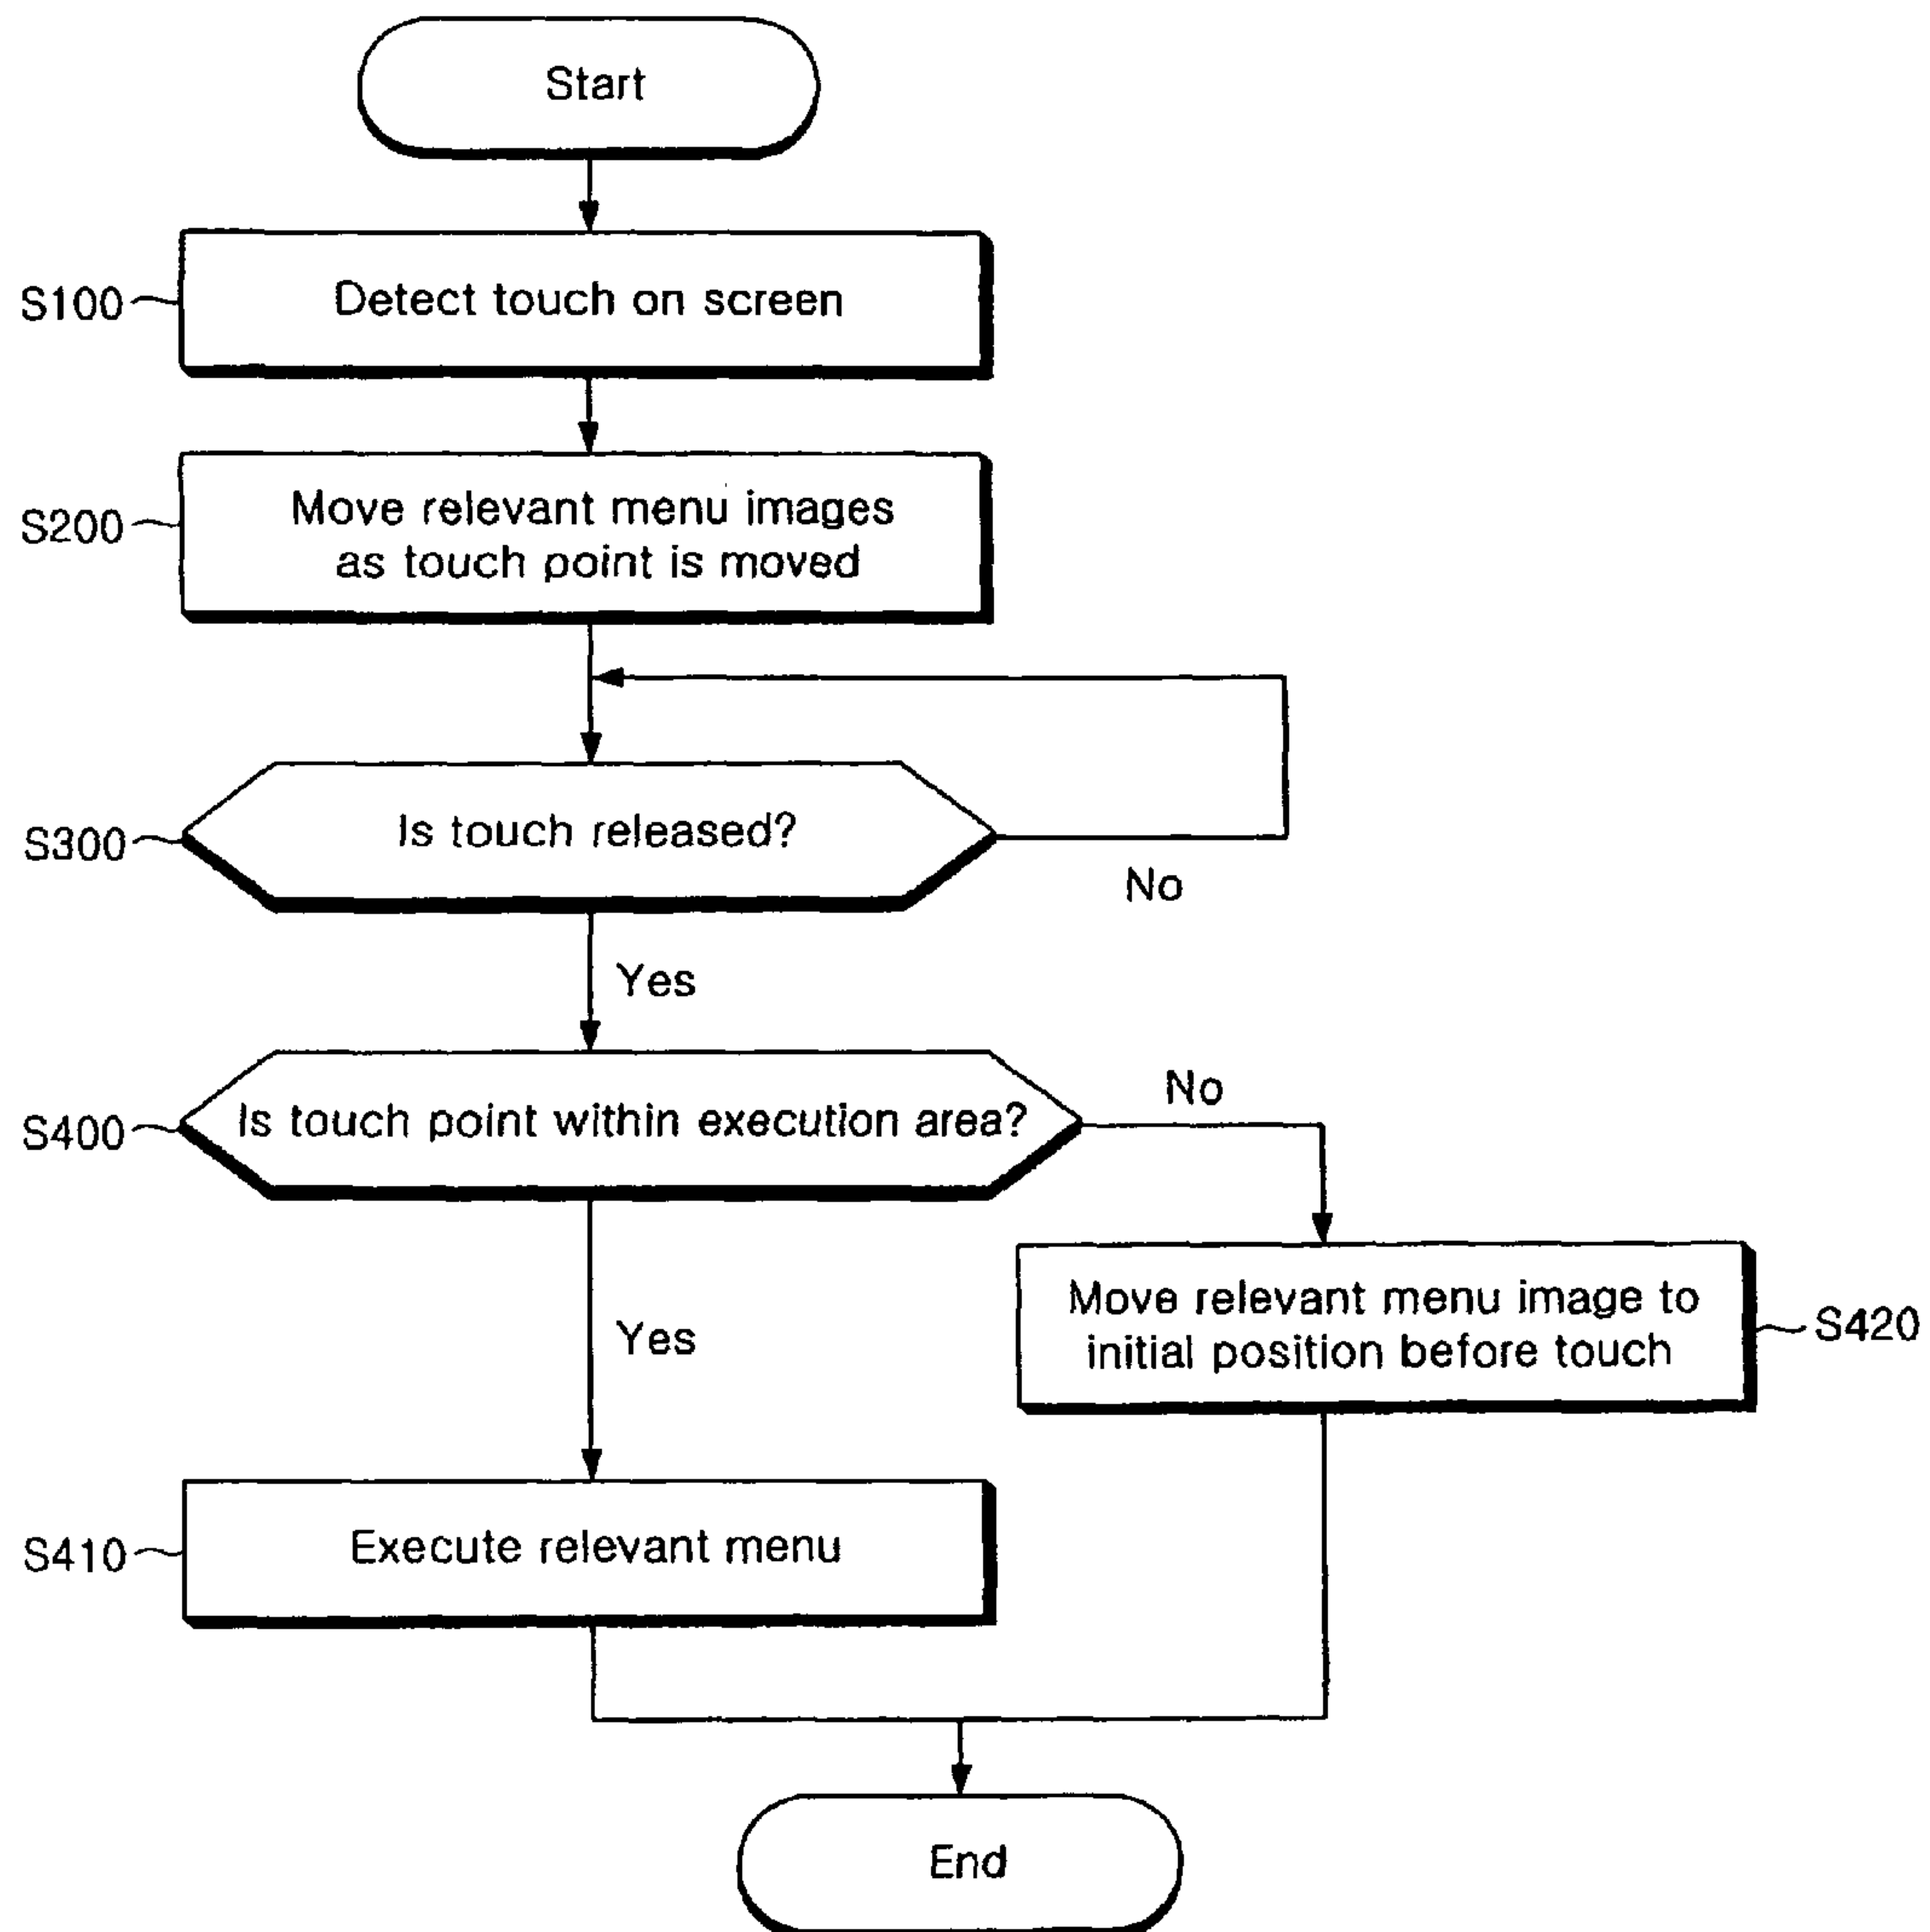 Start
S100
Detect touch on screen
S200
Move relevant menu images
as touch point is moved
S300
Is touch released?
No
Yes
S400
Is touch point within execution area?
No
Yes
Move relevant menu image to
initial position before touch
S420
S410
Execute relevant menu
End